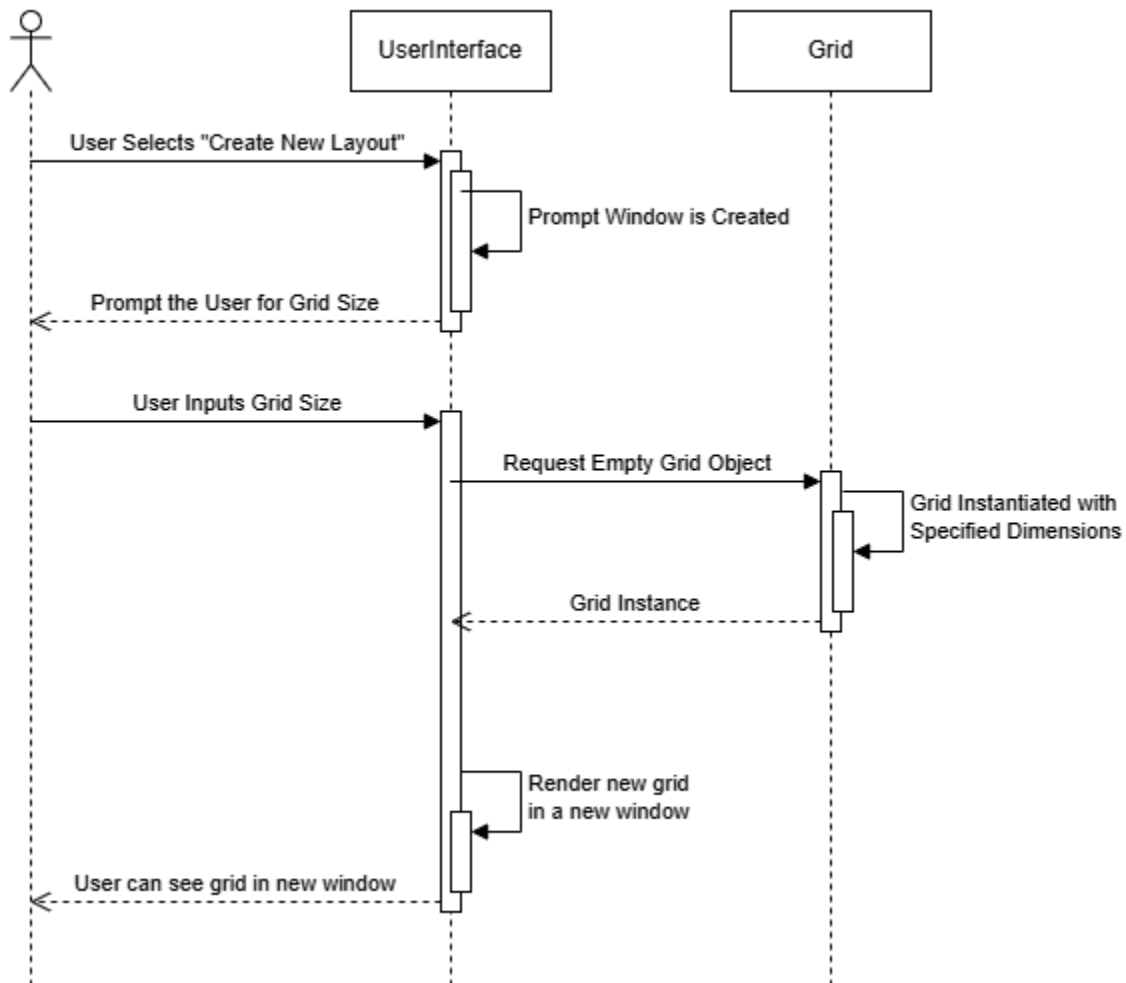 UserInterface
Grid
User Selects "Create New Layout"
Prompt Window is Created
Prompt the User for Grid Size
User Inputs Grid Size
Request Empty Grid Object
Grid Instantiated with
Specified Dimensions
Grid Instance
Render new grid
in a new window
User can see grid in new window